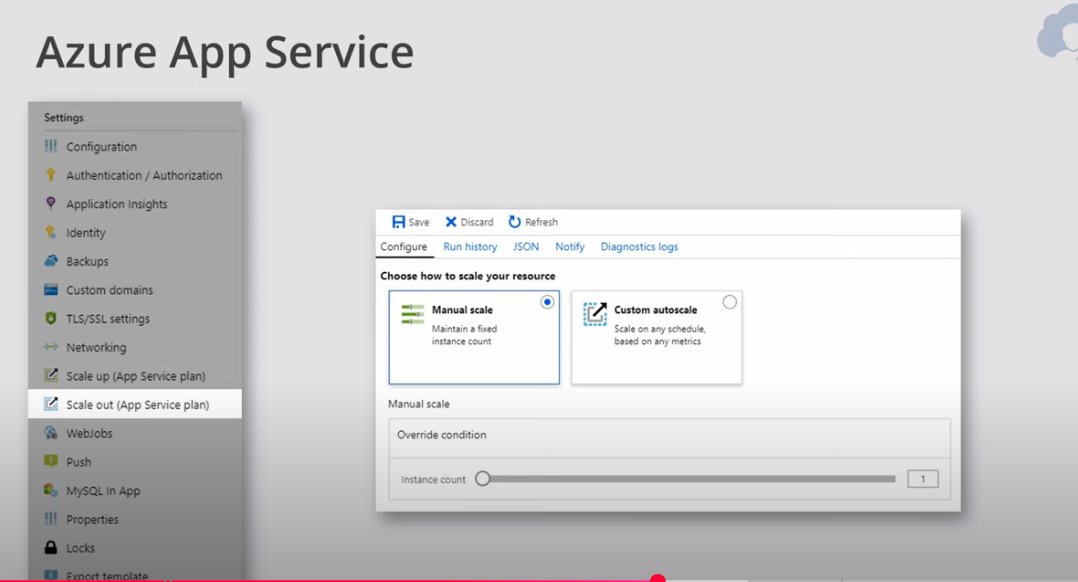 Azure App Service
Settings
Configuration
Authentication / Authorization
Application Insights
Identity
Backups
Custom domains
TLS/SSL settings
Networking
Scale up (App Service plan)
Scale out (App Service plan)
WebJobs
Push
MySQL In App
Properties
Locks
Export template
Save Discard Refresh
Configure Run history JSON Notify Diagnostics logs
Choose how to scale your resource
Manual scale
Maintain a fixed
instance count
Custom autoscale
Scale on any schedule,
based on any metrics
Manual scale
Override condition
Instance count 1